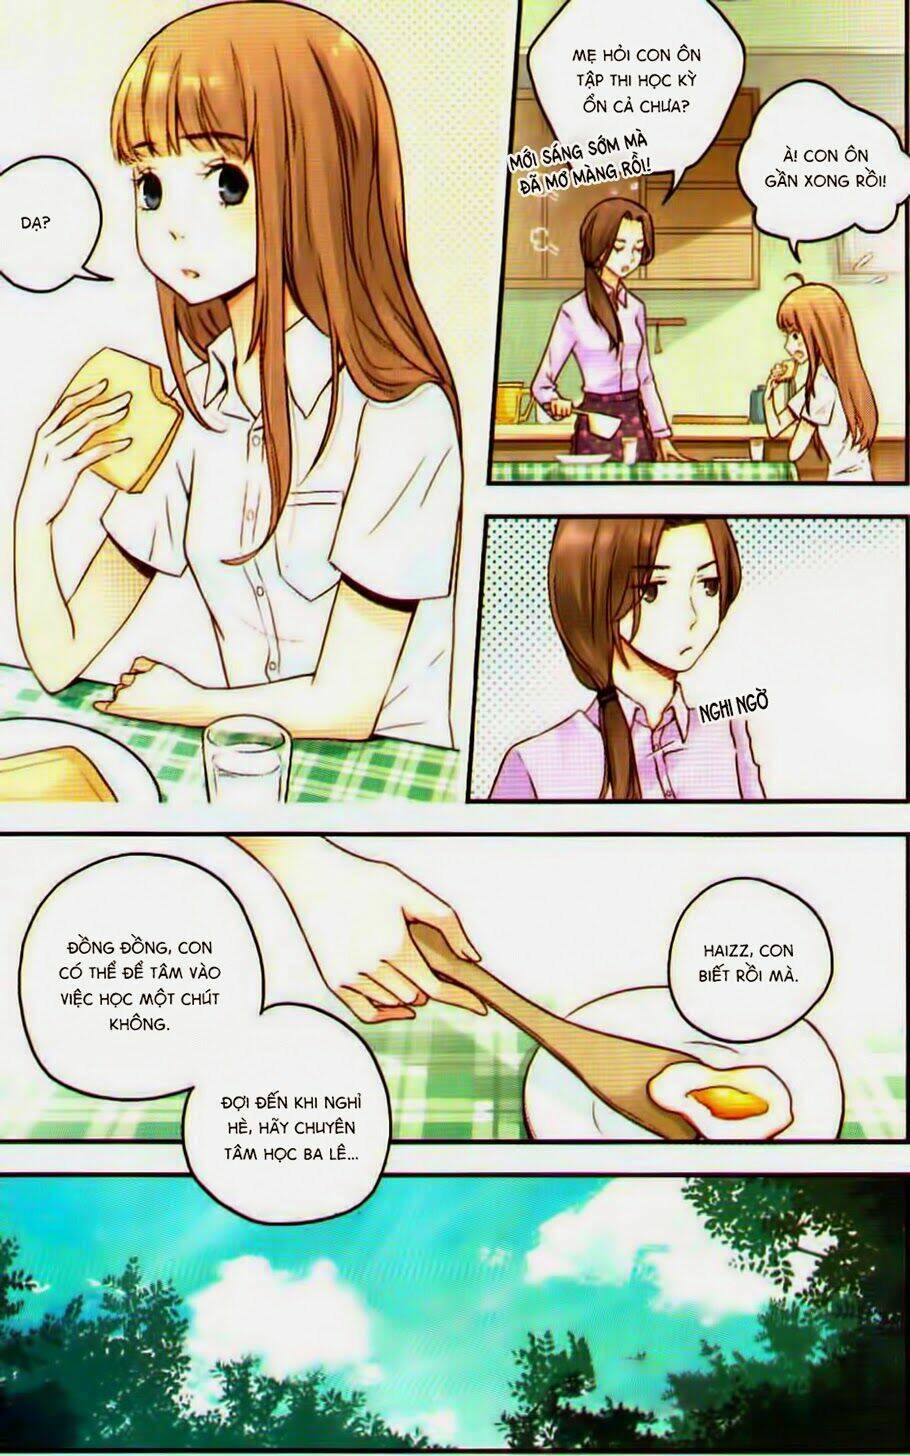 DẠ?
MẸ HỎI CON ÔN
TẬP THI HỌC KỲ
ỔN CẢ CHƯA?
MỚI SÁNG SỚM MÀ
ĐÃ MƠ MÀNG RỒI!
À! CON ÔN
GẦN XONG RỒI!
NGHI NGỜ
ĐỒNG ĐỒNG, CON
CÓ THỂ ĐỂ TÂM VÀO
VIỆC HỌC MỘT CHÚT
KHÔNG.
ĐỢI ĐẾN KHI NGHỈ
HÈ, HÃY CHUYÊN
TÂM HỌC BA LÊ...
HAIZZ, CON
BIẾT RỒI MÀ.